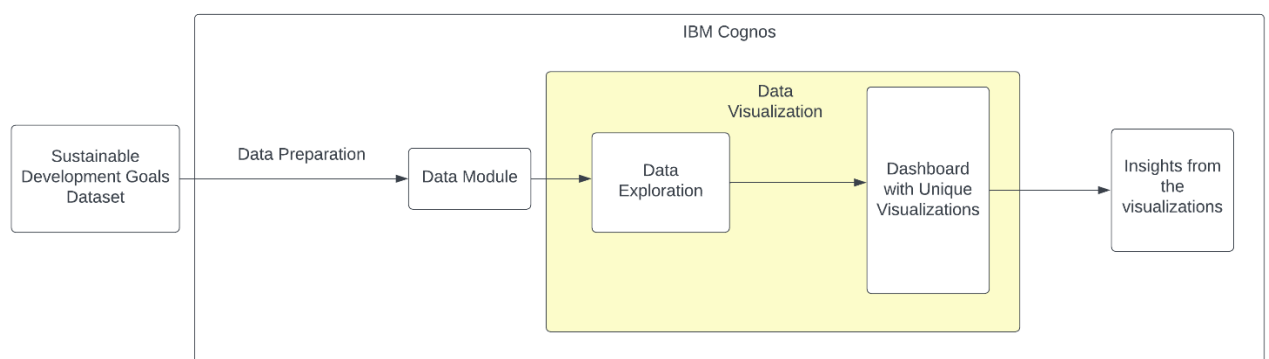 IBM Cognos
Sustainable
Development Goals
Dataset
Data Preparation
Data Module
Data
Visualization
Data
Exploration
Dashboard
with Unique
Visualizations
Insights from
the
visualizations